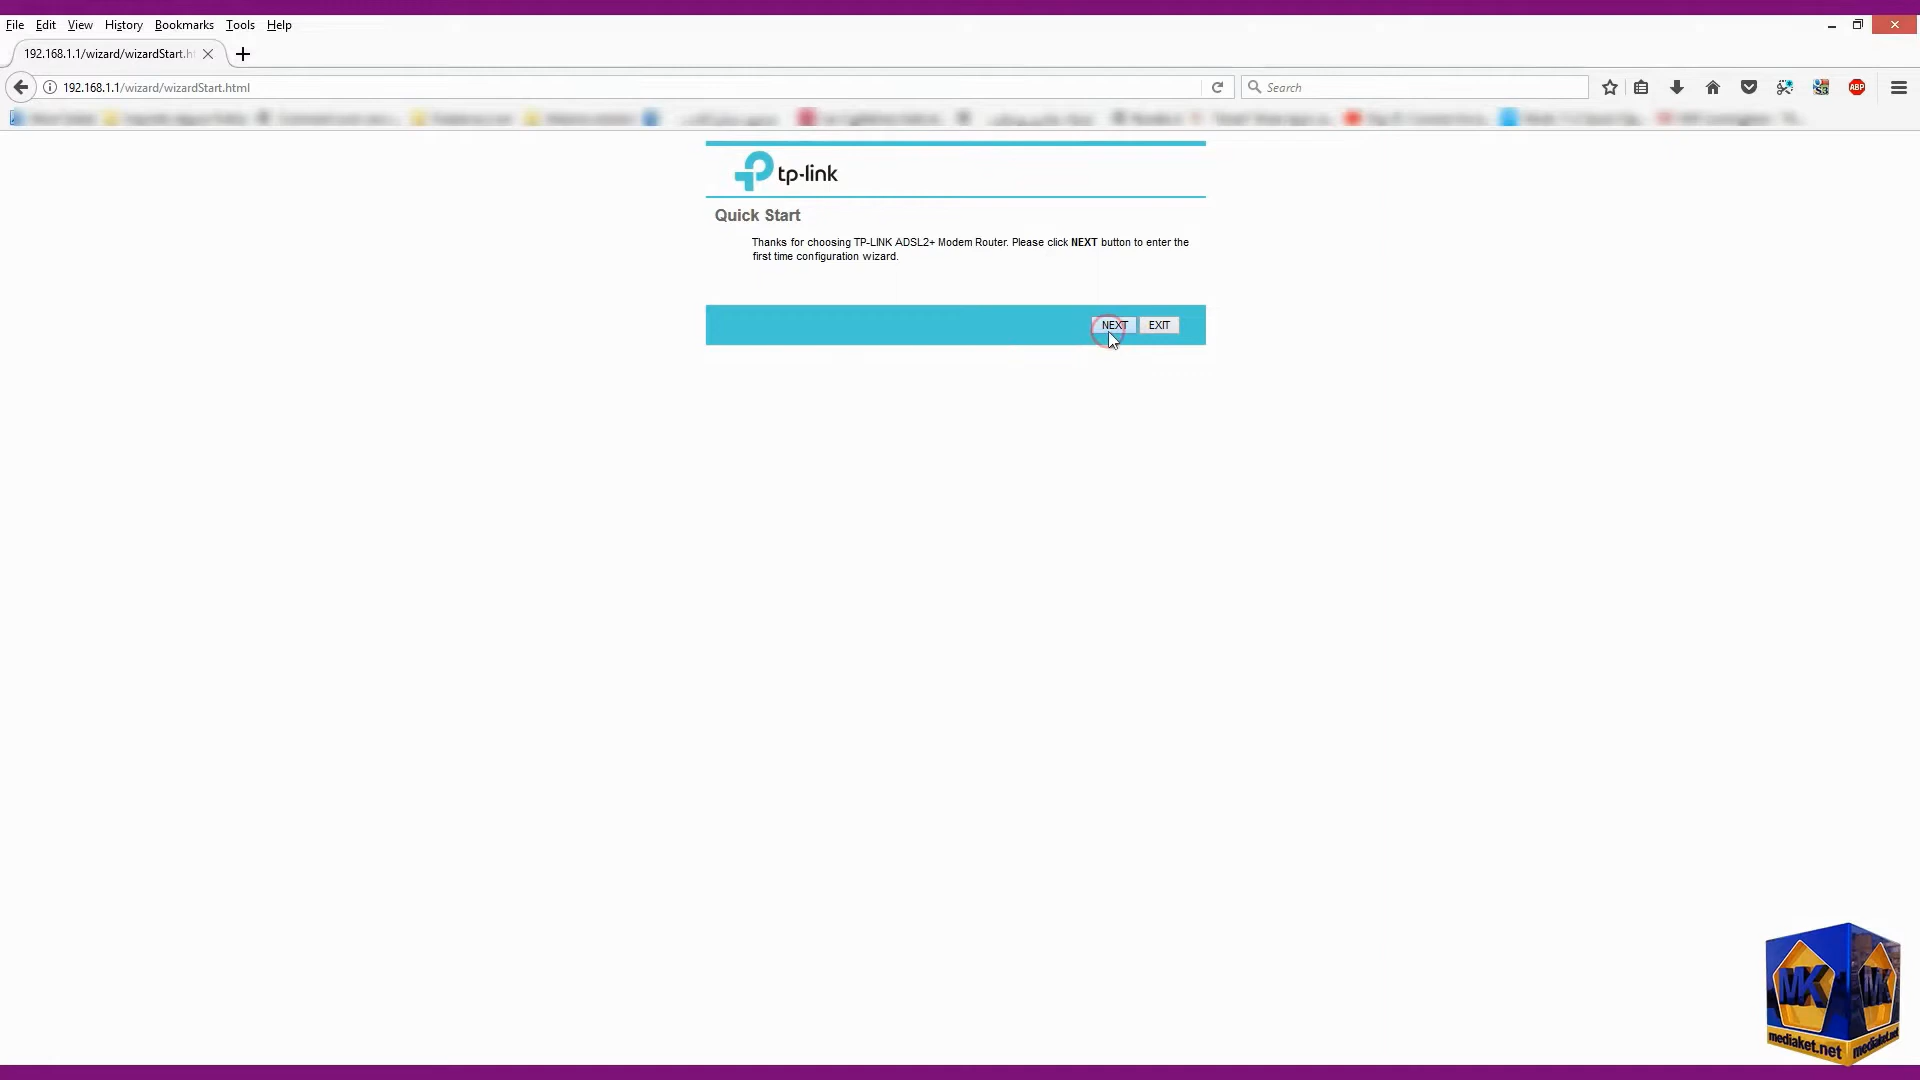 File Edit View History Bookmarks Tools Help
192.168.1.1/wizard/wizardStart.h
192.168.1.1/wizard/wizardStart.html
Search
ABP
tp-link
Quick Start
Thanks for choosing TP-LINK ADSL2+ Modem Router. Please click NEXT button to enter the
first time configuration wizard.
NEXT EXIT
MK MK
mediaket.net mediaket.net